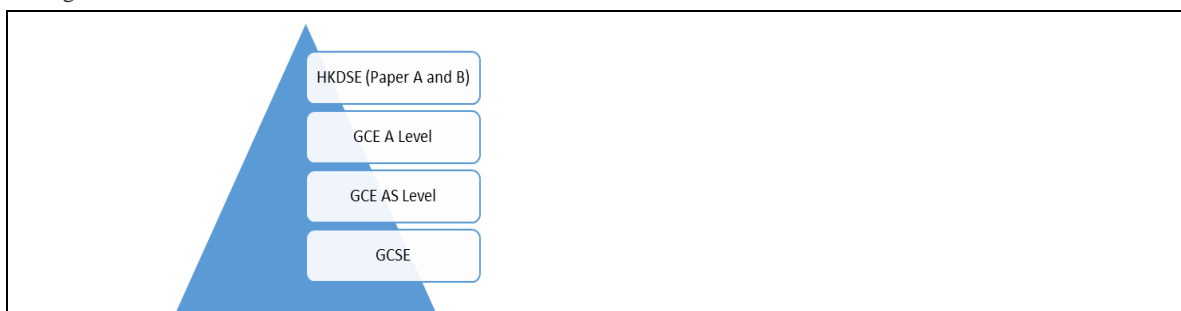 HKDSE (Paper A and B)
GCE A Level
GCE AS Level
GCSE